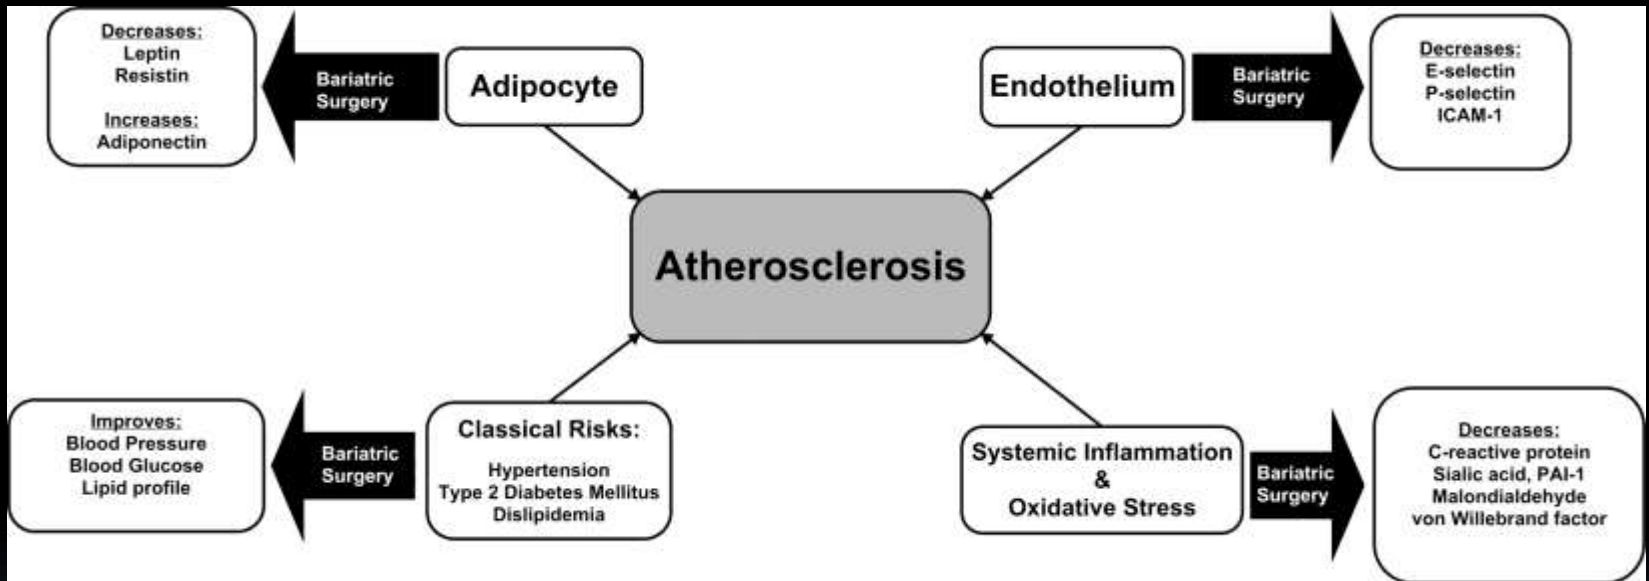 Decreases:
Leptin
Resistin
Increases:
Adiponectin
Bariatric
Surgery
Adipocyte
Endothelium
Bariatric
Surgery
Decreases:
E-selectin
P-selectin
ICAM-1
Atherosclerosis
Improves:
Blood Pressure
Blood Glucose
Lipid profile
Bariatric
Surgery
Classical Risks:
Hypertension
Type 2 Diabetes Mellitus
Dislipidemia
Systemic Inflammation
&
Oxidative Stress
Bariatric
Surgery
Decreases:
C-reactive protein
Sialic acid, PAI-1
Malondialdehyde
von Willebrand factor